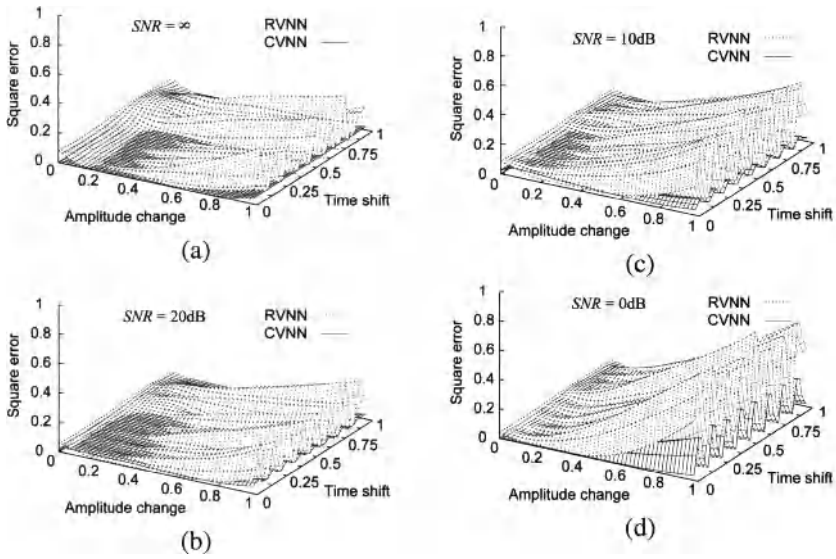 1
0.8
0.6
0.4
0.2
0
Square error
SNR = ∞
RVNN
CVNN
0
0.2
0.4
0.6
0.8
1
Amplitude change
0
0.25
0.5
0.75
1
Time shift
(a)
1
0.8
0.6
0.4
0.2
0
Square error
SNR = 20dB
RVNN
CVNN
0
0.2
0.4
0.6
0.8
1
Amplitude change
0
0.25
0.5
0.75
1
Time shift
(b)
1
0.8
0.6
0.4
0.2
0
Square error
SNR = 10dB
RVNN
CVNN
0
0.2
0.4
0.6
0.8
1
Amplitude change
0
0.25
0.5
0.75
1
Time shift
(c)
1
0.8
0.6
0.4
0.2
0
Square error
SNR = 0dB
RVNN
CVNN
0
0.2
0.4
0.6
0.8
1
Amplitude change
0
0.25
0.5
0.75
1
Time shift
(d)